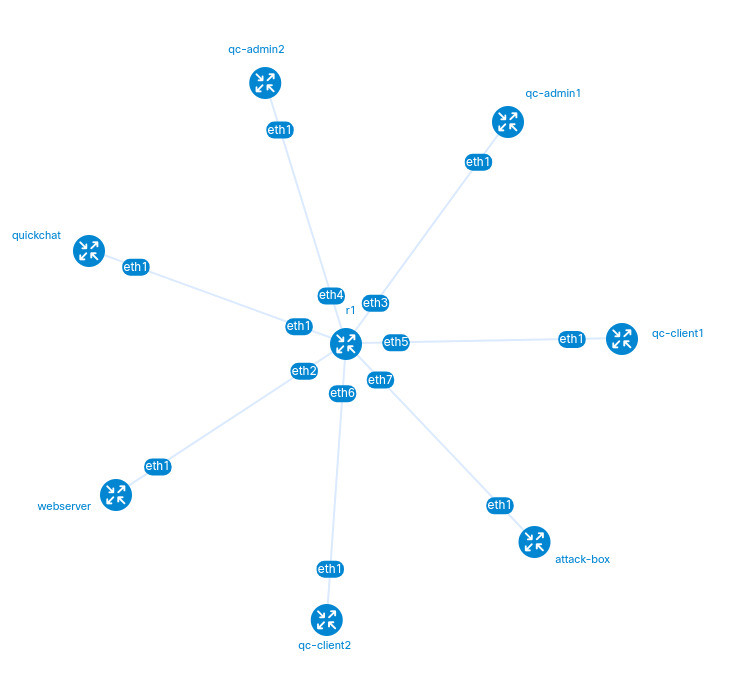 qc-admin2
qc-admin1
eth1
eth1
quickchat
eth1
eth4
eth3
r1
eth1
qc-client1
eth5
eth1
eth2
eth7
eth6
eth1
webserver
eth1
attack-box
eth1
qc-client2